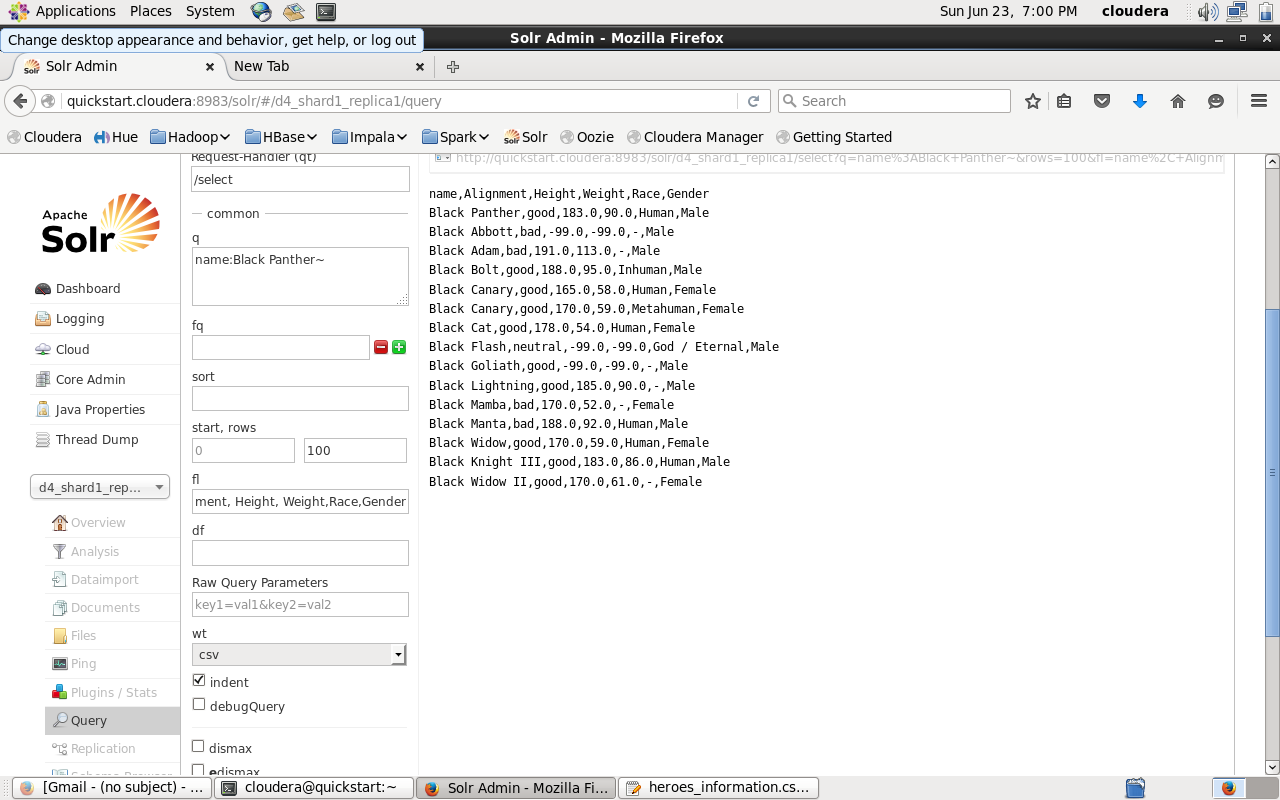 Applications Places System
Sun Jun 23, 7:00 PM cloudera
Change desktop appearance and behavior, get help, or log out
Solr Admin - Mozilla Firefox
Solr Admin
New Tab
quickstart.cloudera:8983/solr/#/d4_shard1_replica1/query
Search
Cloudera Hue Hadoop HBase Impala Spark Solr Oozie Cloudera Manager Getting Started
Apache
Solr
Dashboard
Logging
Cloud
Core Admin
Java Properties
Thread Dump
d4_shard1_rep...
Overview
Analysis
Dataimport
Documents
Files
Ping
Plugins / Stats
Query
Replication
Schema Browser
Request-Handler (qt)
/select
common
q
name:Black Panther~
fq
sort
start, rows
0
100
fl
ment, Height, Weight,Race,Gender
df
Raw Query Parameters
key1=val1&key2=val2
wt
csv
indent
debugQuery
dismax
edismax
http://quickstart.cloudera:8983/solr/d4_shard1_replica1/select?q=name%3ABlack+Panther~&rows=100&fl=name%2C+Alignm
name,Alignment,Height,Weight,Race,Gender
Black Panther,good,183.0,90.0,Human,Male
Black Abbott,bad,-99.0,-99.0,-,Male
Black Adam,bad,191.0,113.0,-,Male
Black Bolt,good,188.0,95.0,Inhuman,Male
Black Canary,good,165.0,58.0,Human,Female
Black Canary,good,170.0,59.0,Metahuman,Female
Black Cat,good,178.0,54.0,Human,Female
Black Flash,neutral,-99.0,-99.0,God / Eternal,Male
Black Goliath,good,-99.0,-99.0,-,Male
Black Lightning,good,185.0,90.0,-,Male
Black Mamba,bad,170.0,52.0,-,Female
Black Manta,bad,188.0,92.0,Human,Male
Black Widow,good,170.0,59.0,Human,Female
Black Knight III,good,183.0,86.0,Human,Male
Black Widow II,good,170.0,61.0,-,Female
[Gmail - (no subject) - ...
cloudera@quickstart:~
Solr Admin - Mozilla Fi...
heroes_information.cs...